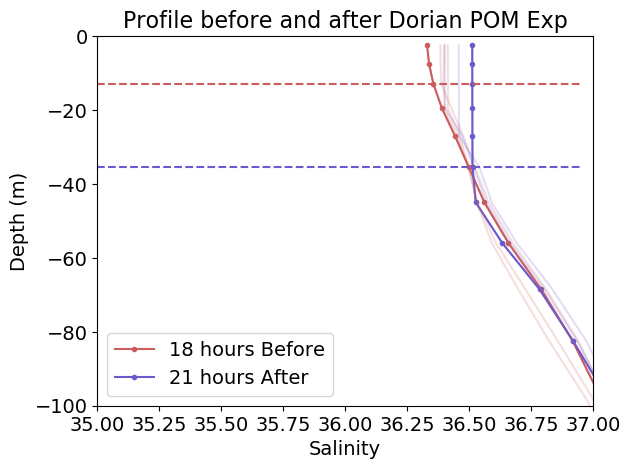 Profile before and after Dorian POM Exp
0
−20
−40
−60
−80
−100
Depth (m)
18 hours Before
21 hours After
35.00 35.25 35.50 35.75 36.00 36.25 36.50 36.75 37.00
Salinity